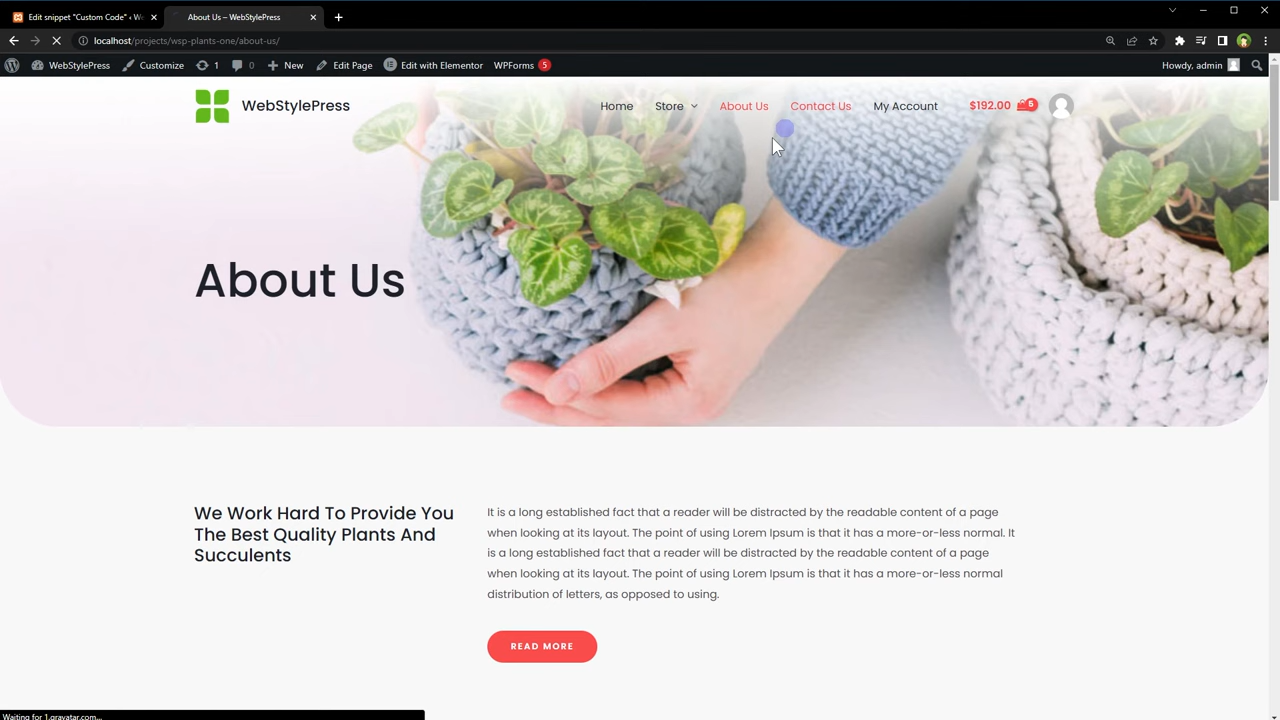 Edit snippet "Custom Code" ‹ W
About Us – WebStylePress
localhost/projects/wsp-plants-one/about-us/
WebStylePress
Customize
1
0
New
Edit Page
Edit with Elementor
WPForms 5
Howdy, admin
WebStylePress
Home
Store
About Us
Contact Us
My Account
$192.00 6
About Us
We Work Hard To Provide You
The Best Quality Plants And
Succulents
It is a long established fact that a reader will be distracted by the readable content of a page
when looking at its layout. The point of using Lorem Ipsum is that it has a more-or-less normal. It
is a long established fact that a reader will be distracted by the readable content of a page
when looking at its layout. The point of using Lorem Ipsum is that it has a more-or-less normal
distribution of letters, as opposed to using.
READ MORE
Waiting for 1.gravatar.com...